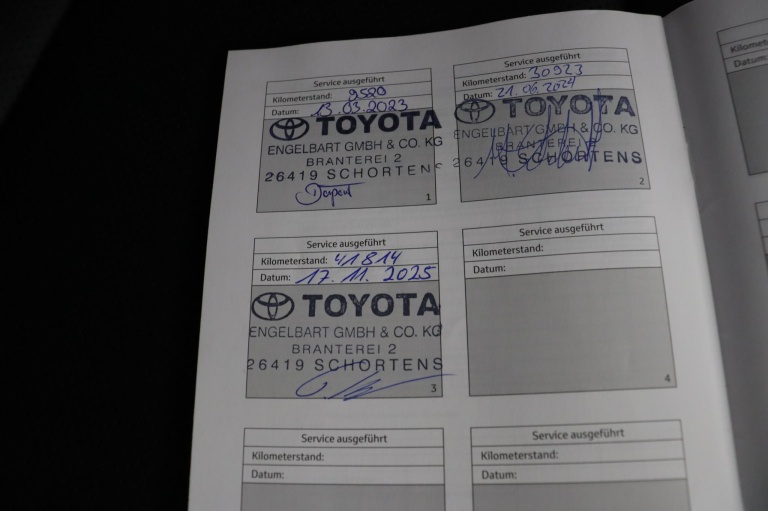 Service ausgeführt
Kilometerstand: 9520
Datum: 13.03.2023
TOYOTA
ENGELBART GMBH & CO. KG
BRANTEREI 2
26419 SCHORTENS
1
Service ausgeführt
Kilometerstand: 30923
Datum: 21.06.2024
TOYOTA
ENGELBART GMBH & CO. KG
BRANTEREI 2
26419 SCHORTENS
2
Service ausgeführt
Kilometerstand: 41814
Datum: 17.11.2025
TOYOTA
ENGELBART GMBH & CO. KG
BRANTEREI 2
26419 SCHORTENS
3
Service ausgeführt
Kilometerstand:
Datum:
4
Service ausgeführt
Kilometerstand:
Datum:
Service ausgeführt
Kilometerstand:
Datum:
Datum: